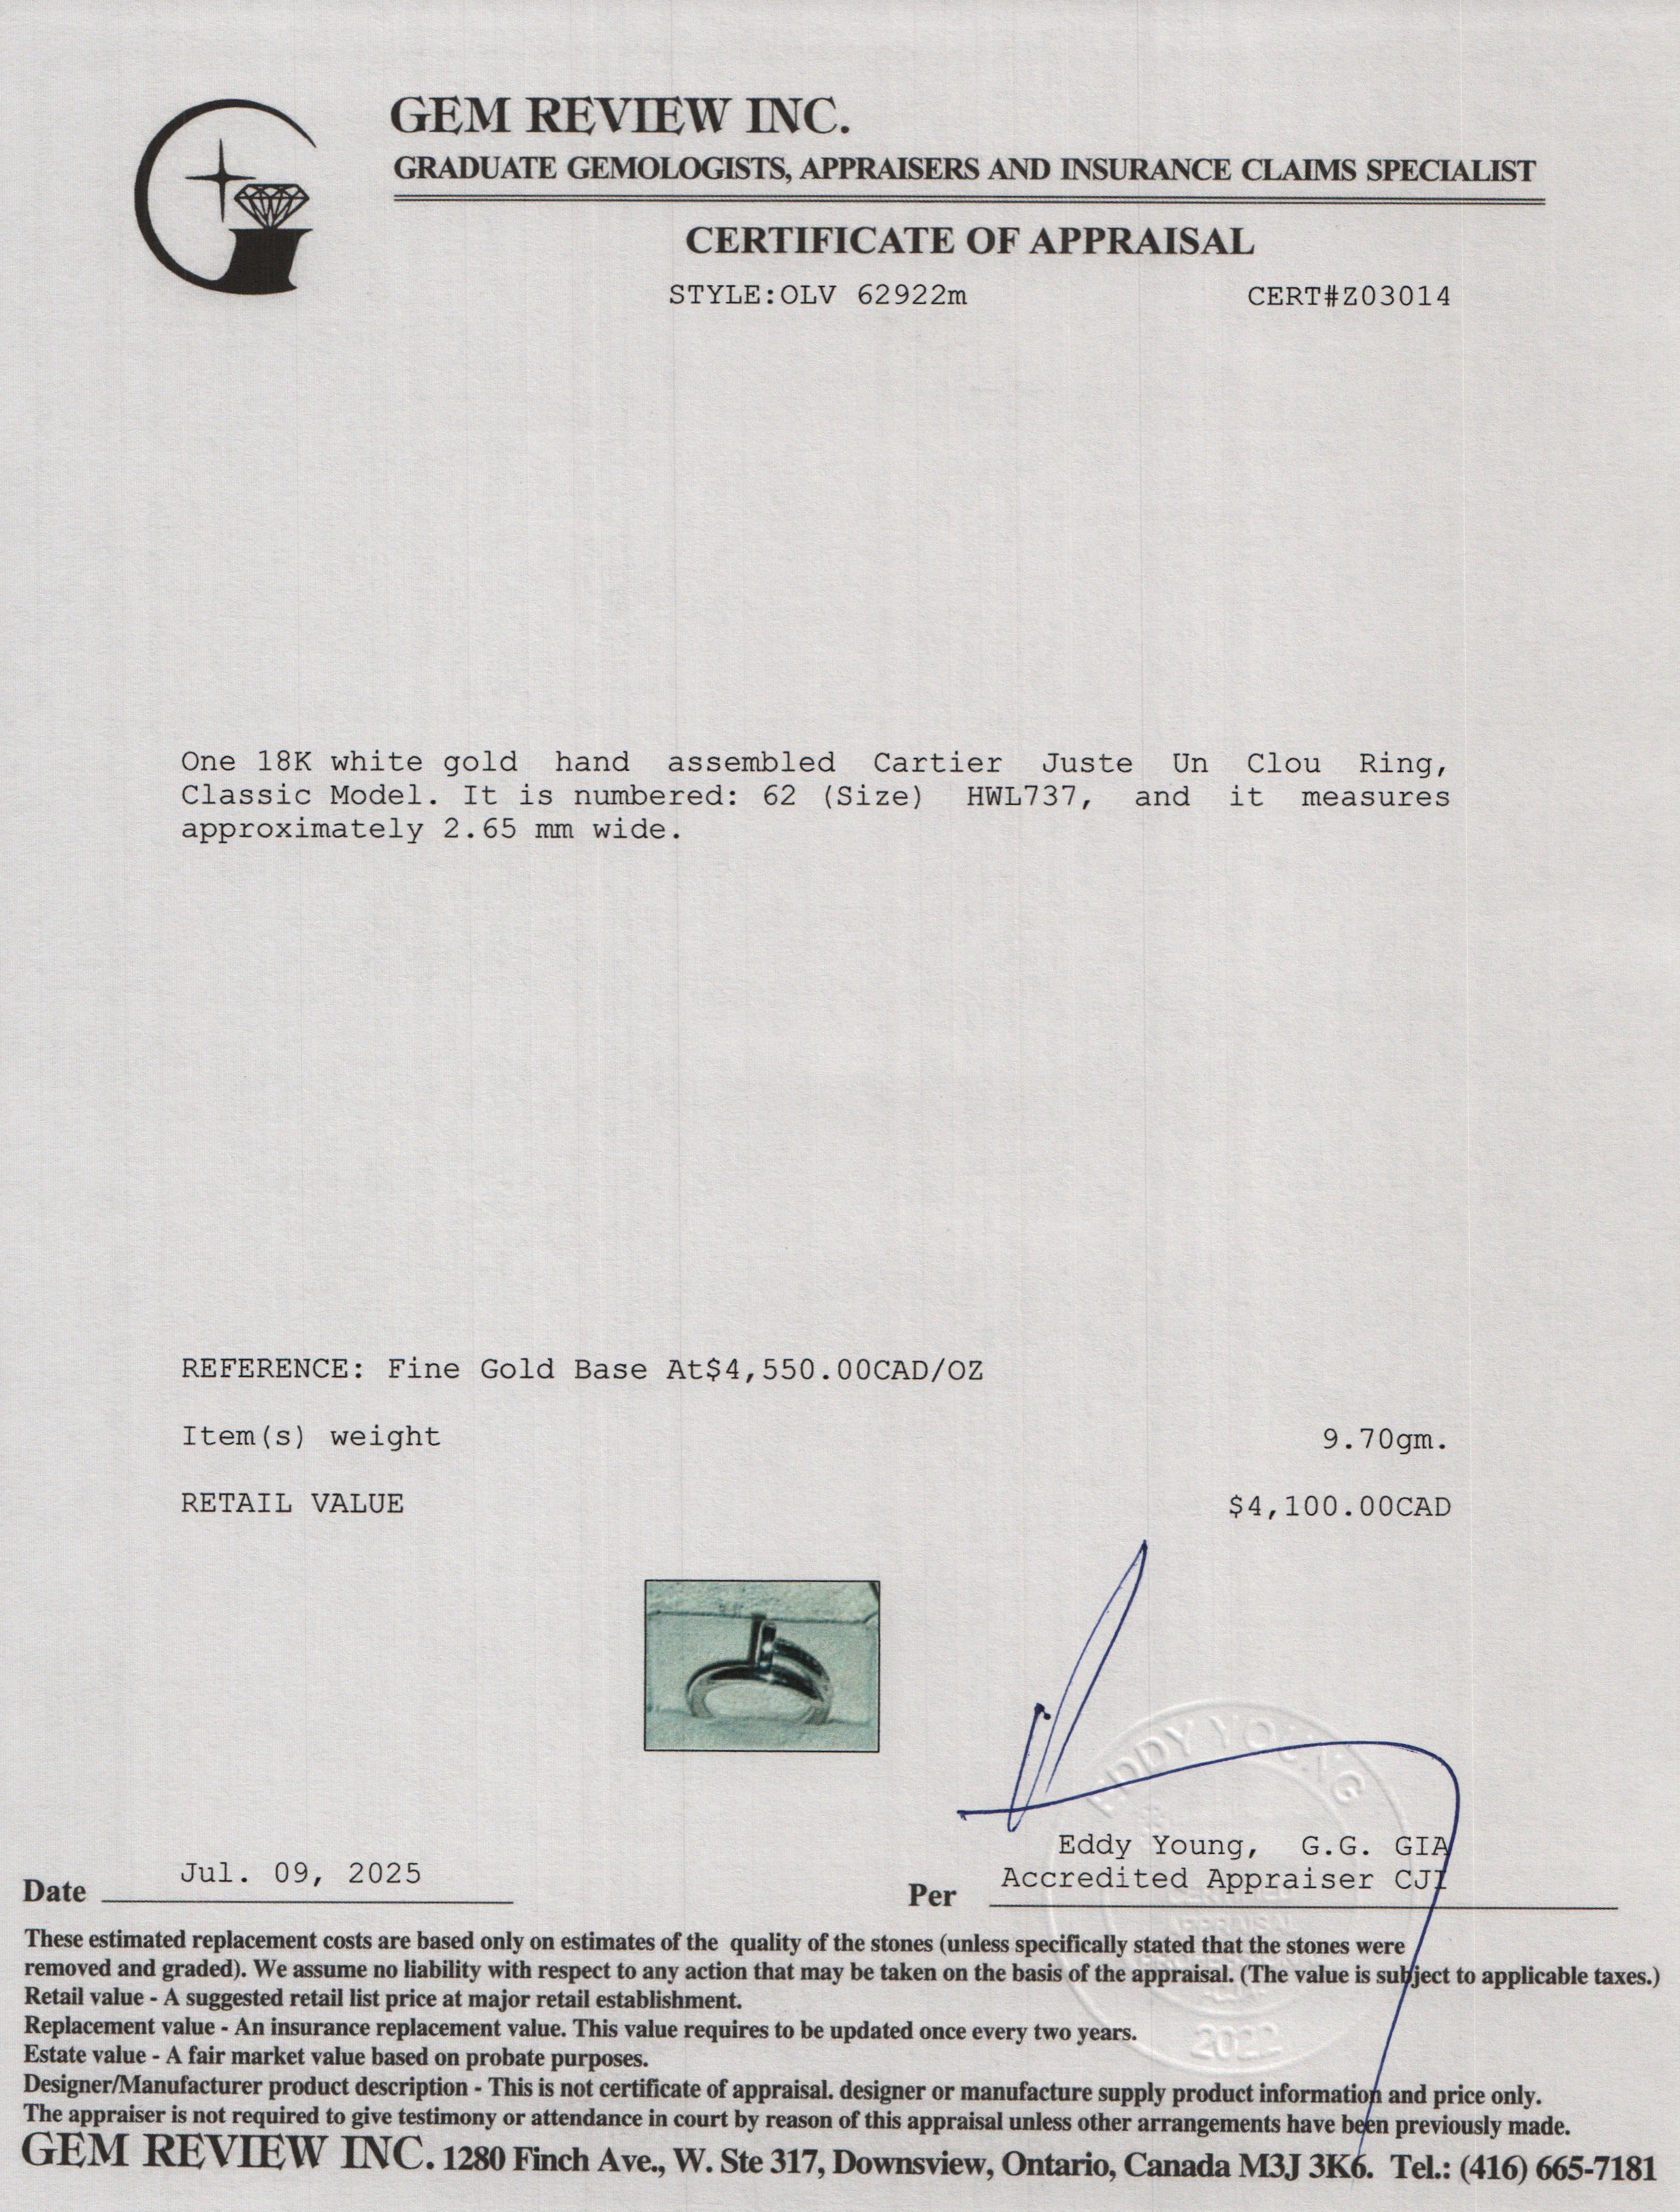 GEM REVIEW INC.
GRADUATE GEMOLOGISTS, APPRAISERS AND INSURANCE CLAIMS SPECIALIST
CERTIFICATE OF APPRAISAL
STYLE:OLV 62922m CERT#Z03014
One 18K white gold hand assembled Cartier Juste Un Clou Ring,
Classic Model. It is numbered: 62 (Size) HWL737, and it measures
approximately 2.65 mm wide.
REFERENCE: Fine Gold Base At$4,550.00CAD/OZ
Item(s) weight 9.70gm.
RETAIL VALUE $4,100.00CAD
EDDY YOUNG
Eddy Young, G.G. GIA
Accredited Appraiser CJI
Date Jul. 09, 2025 Per
APPRAISAL
2022
These estimated replacement costs are based only on estimates of the quality of the stones (unless specifically stated that the stones were
removed and graded). We assume no liability with respect to any action that may be taken on the basis of the appraisal. (The value is subject to applicable taxes.)
Retail value - A suggested retail list price at major retail establishment.
Replacement value - An insurance replacement value. This value requires to be updated once every two years.
Estate value - A fair market value based on probate purposes.
Designer/Manufacturer product description - This is not certificate of appraisal. designer or manufacture supply product information and price only.
The appraiser is not required to give testimony or attendance in court by reason of this appraisal unless other arrangements have been previously made.
GEM REVIEW INC. 1280 Finch Ave., W. Ste 317, Downsview, Ontario, Canada M3J 3K6. Tel.: (416) 665-7181